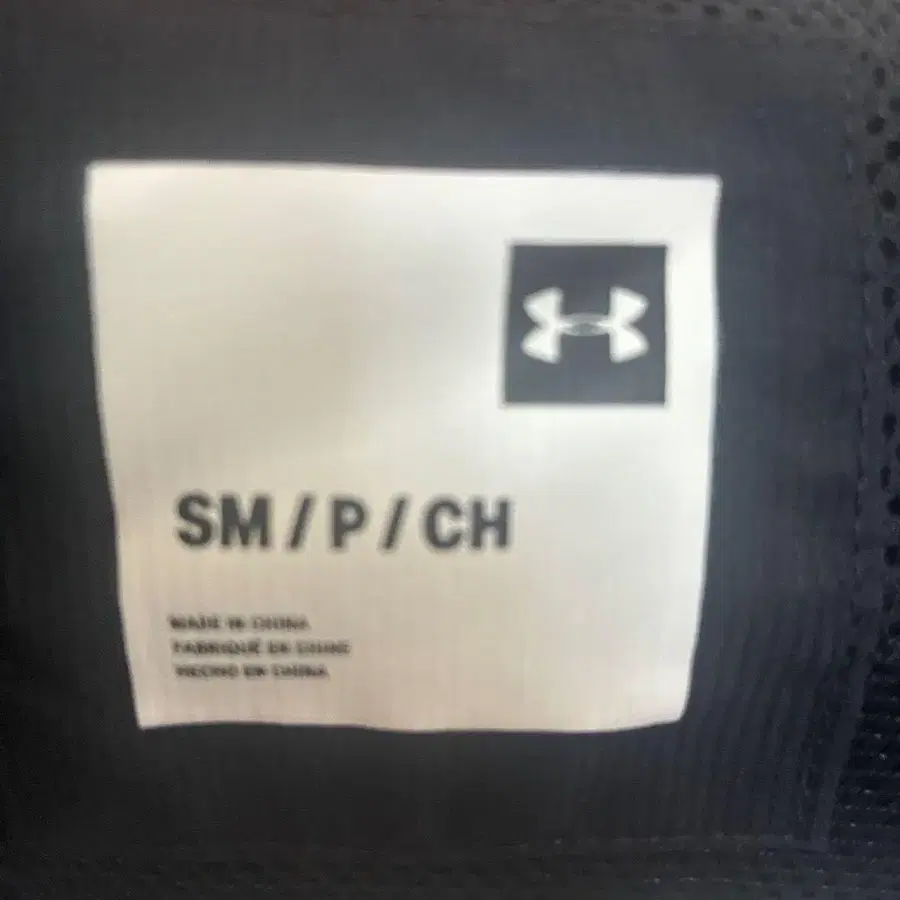 SM / P / CH
MADE IN CHINA
FABRIQUÉ EN CHINE
HECHO EN CHINA